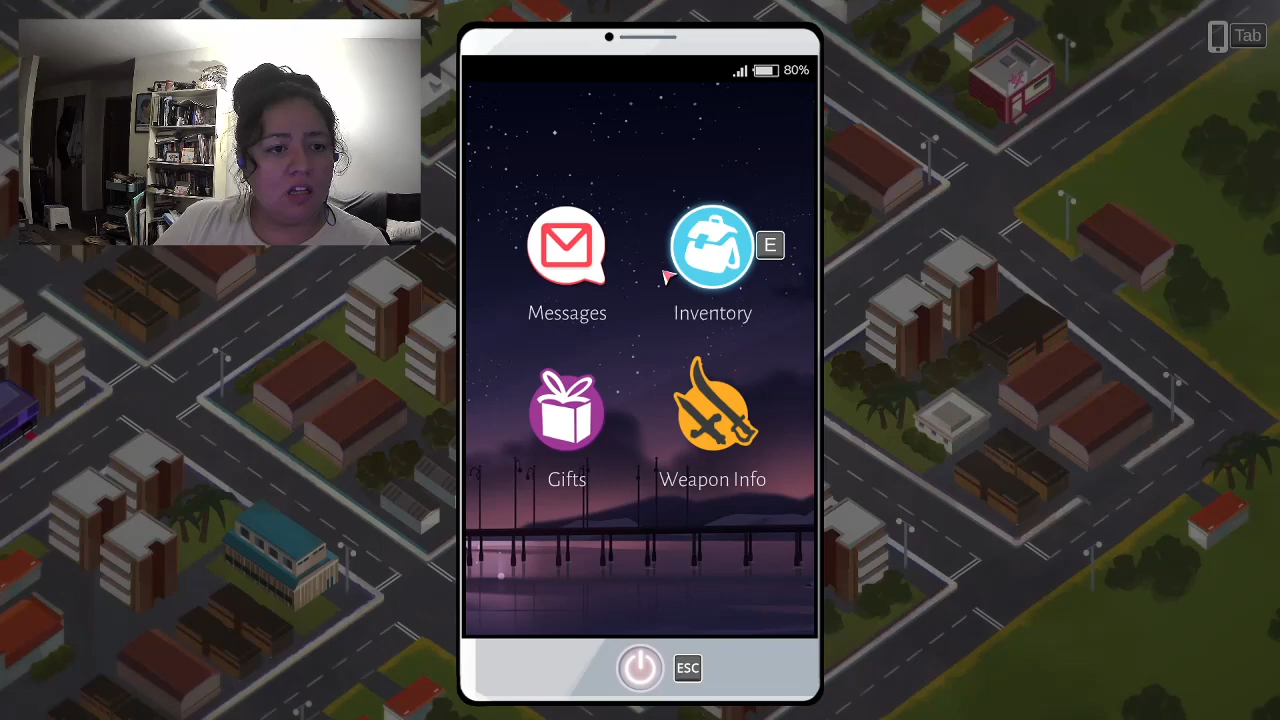 Tab
80%
E
Messages
Inventory
Gifts
Weapon Info
ESC